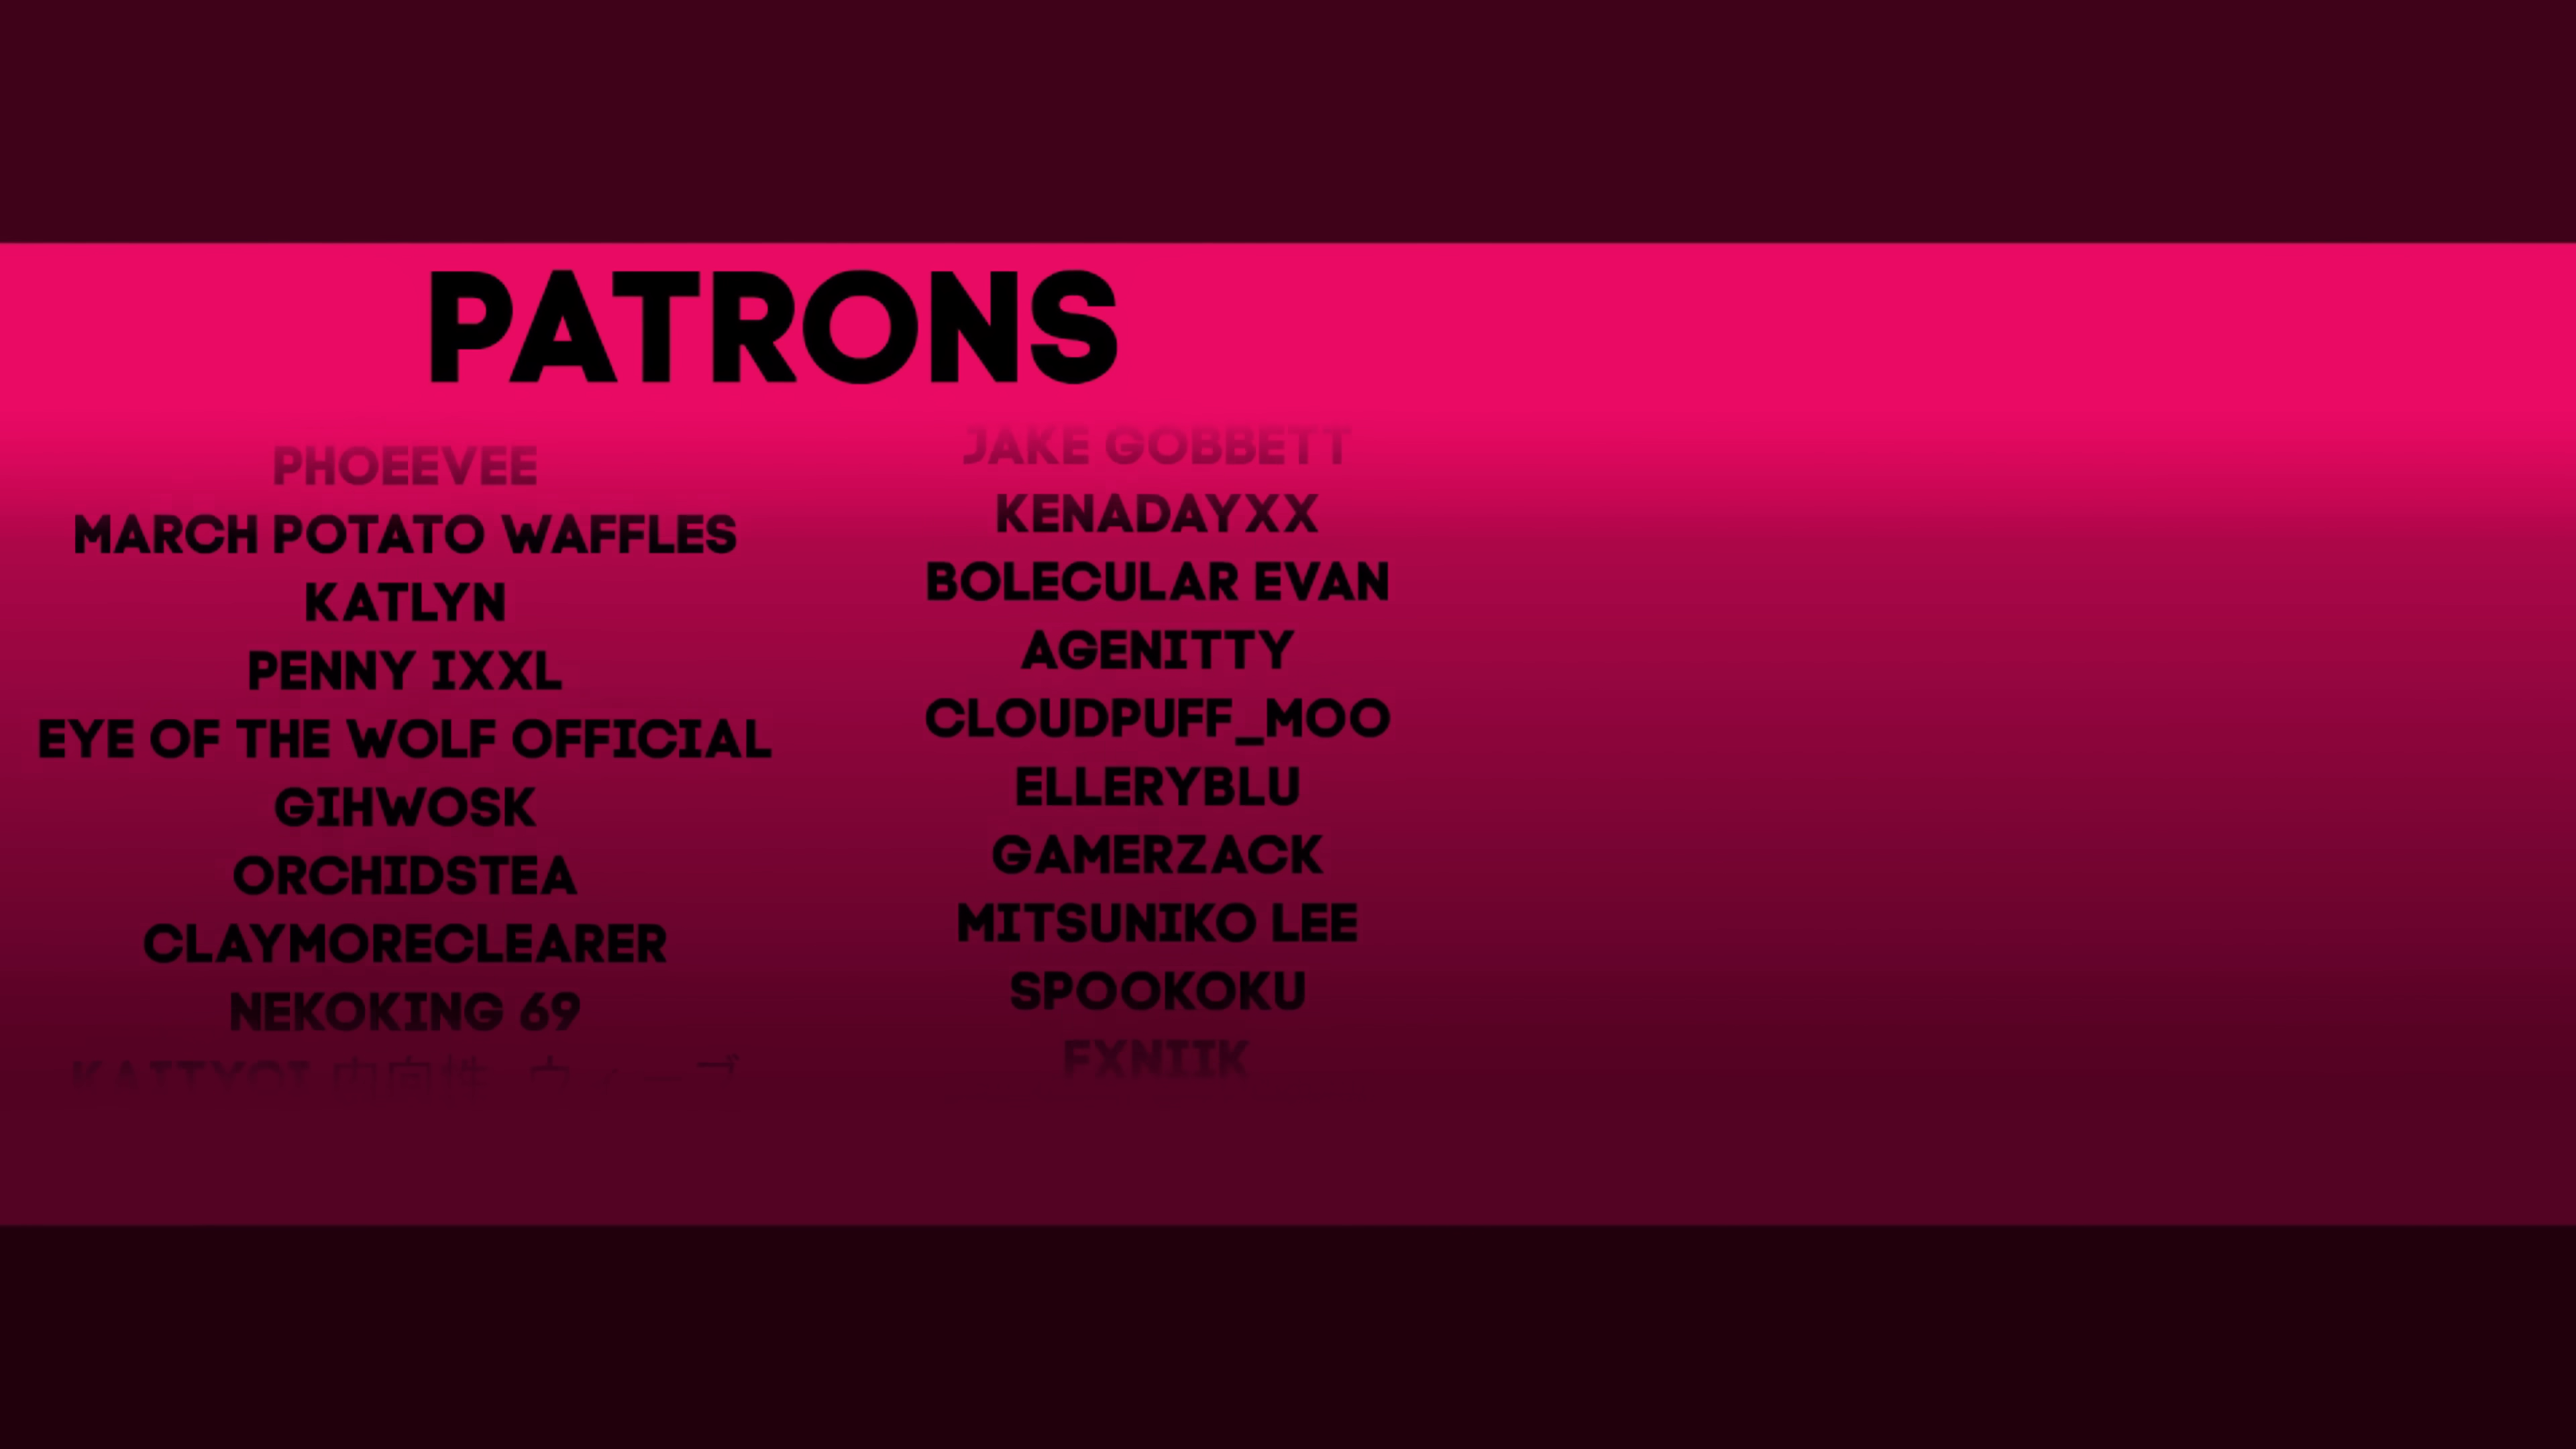 PATRONS
PHOEEVEE
MARCH POTATO WAFFLES
KATLYN
PENNY IXXL
EYE OF THE WOLF OFFICIAL
GIHWOSK
ORCHIDSTEA
CLAYMORECLEARER
NEKOKING 69
JAKE GOBBETT
KENADAYXX
BOLECULAR EVAN
AGENITTY
CLOUDPUFF_MOO
ELLERYBLU
GAMERZACK
MITSUNIKO LEE
SPOOKOKU
FXNIIK